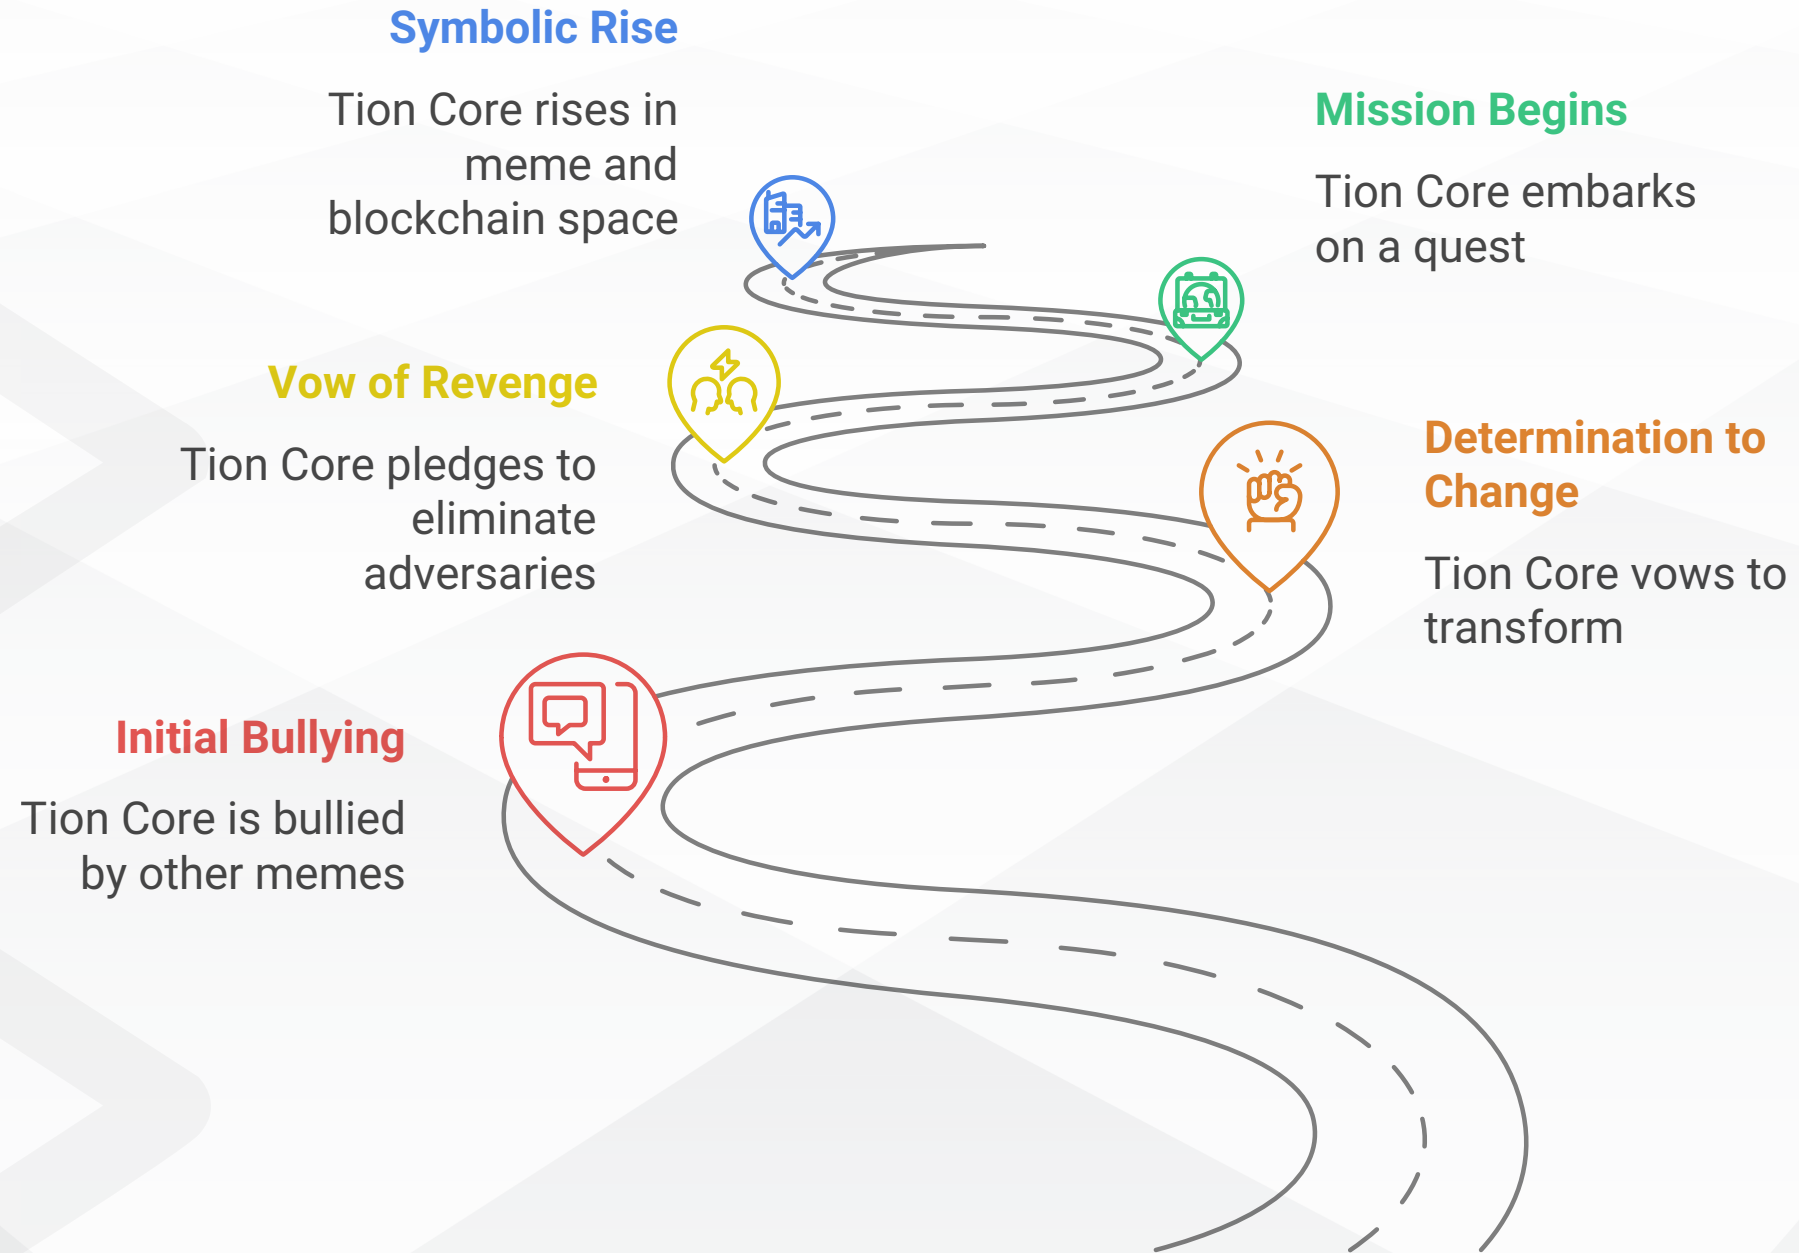 Symbolic Rise
Tion Core rises in
meme and
blockchain space
Mission Begins
Tion Core embarks
on a quest
Vow of Revenge
Tion Core pledges to
eliminate
adversaries
Determination to
Change
Tion Core vows to
transform
Initial Bullying
Tion Core is bullied
by other memes